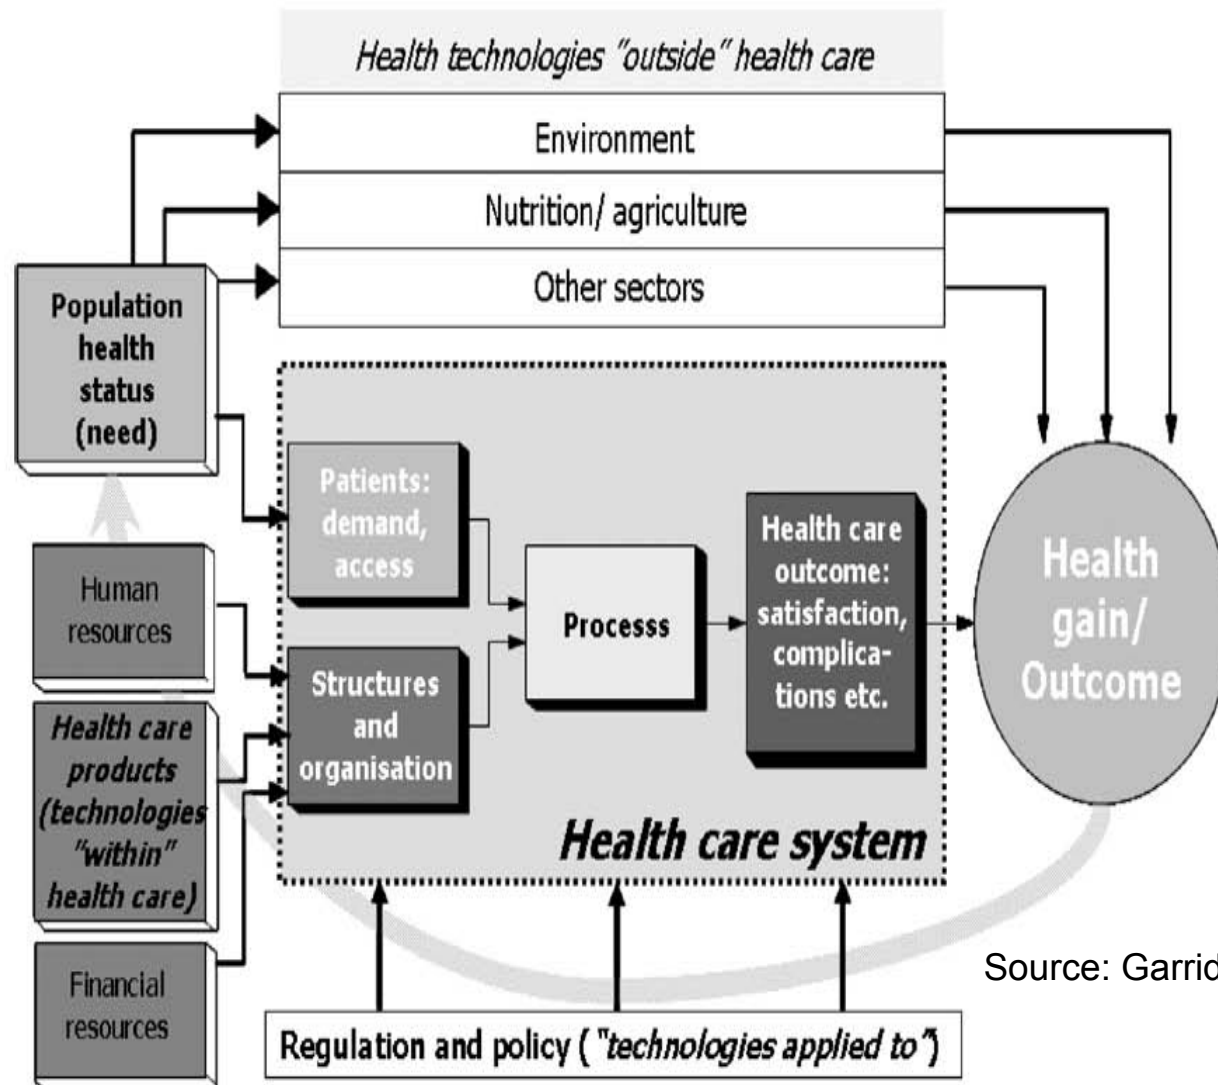 Health technologies "outside" health care
Environment
Nutrition/ agriculture
Other sectors
Population
health
status
(need)
Patients:
demand,
access
Human
resources
Structures
and
organisation
Health care
products
(technologies
"within"
health care)
Financial
resources
Processs
Health care
outcome:
satisfaction,
complica-
tions etc.
Health
gain/
Outcome
Health care system
Source: Garrid
Regulation and policy ( "technologies applied to")